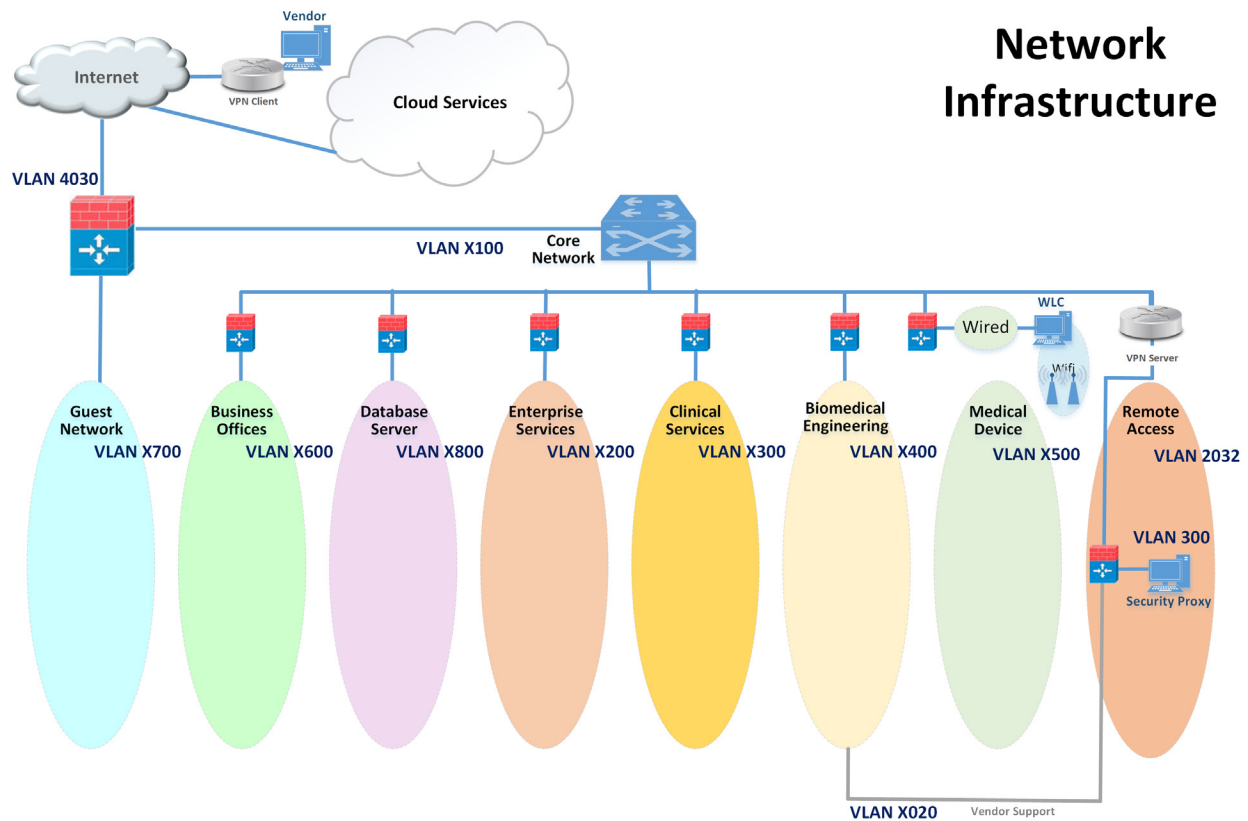 Network
Infrastructure
Vendor
Internet
VPN Client
Cloud Services
VLAN 4030
VLAN X100
Core
Network
WLC
Wired
Wifi
VPN Server
Guest
Network
VLAN X700
Business
Offices
VLAN X600
Database
Server
VLAN X800
Enterprise
Services
VLAN X200
Clinical
Services
VLAN X300
Biomedical
Engineering
VLAN X400
Medical
Device
VLAN X500
Remote
Access
VLAN 2032
VLAN 300
Security Proxy
VLAN X020
Vendor Support